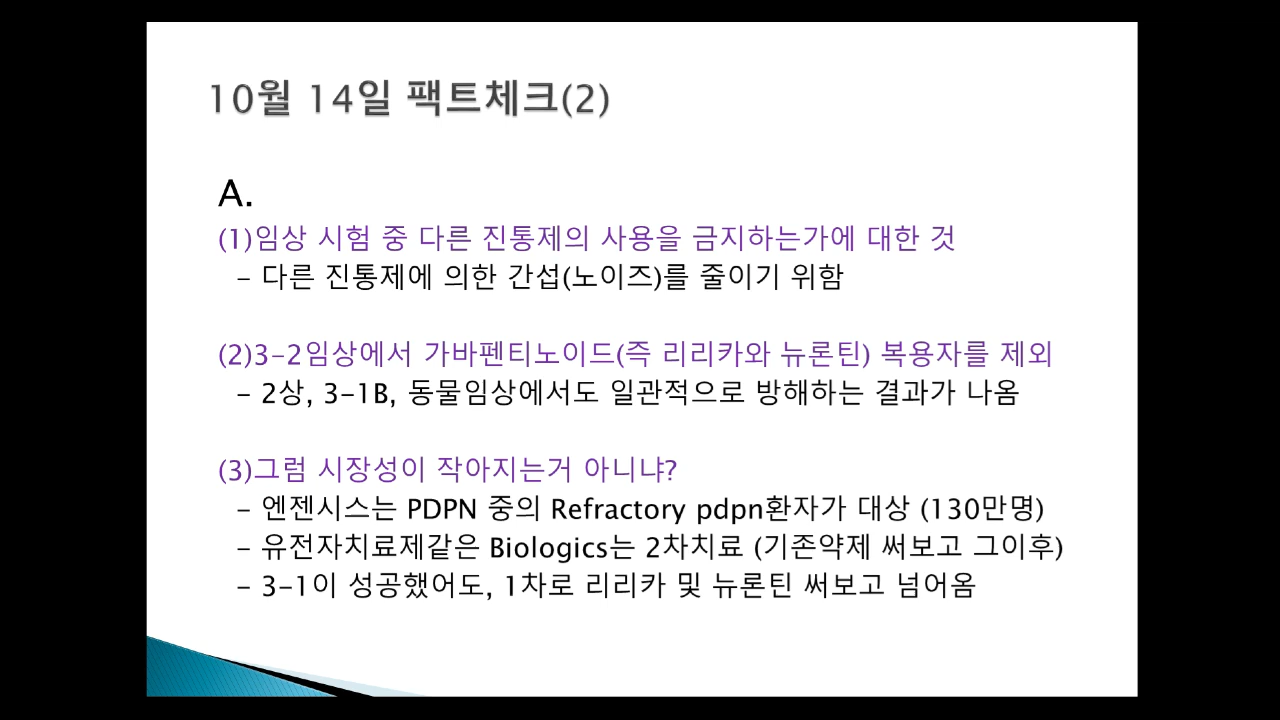 10월 14일 팩트체크(2)
A.
(1)임상 시험 중 다른 진통제의 사용을 금지하는가에 대한 것
– 다른 진통제에 의한 간섭(노이즈)를 줄이기 위함
(2)3-2임상에서 가바펜티노이드(즉 리리카와 뉴론틴) 복용자를 제외
– 2상, 3-1B, 동물임상에서도 일관적으로 방해하는 결과가 나옴
(3)그럼 시장성이 작아지는거 아니냐?
– 엔젠시스는 PDPN 중의 Refractory pdpn환자가 대상 (130만명)
– 유전자치료제같은 Biologics는 2차치료 (기존약제 써보고 그이후)
– 3-1이 성공했어도, 1차로 리리카 및 뉴론틴 써보고 넘어옴